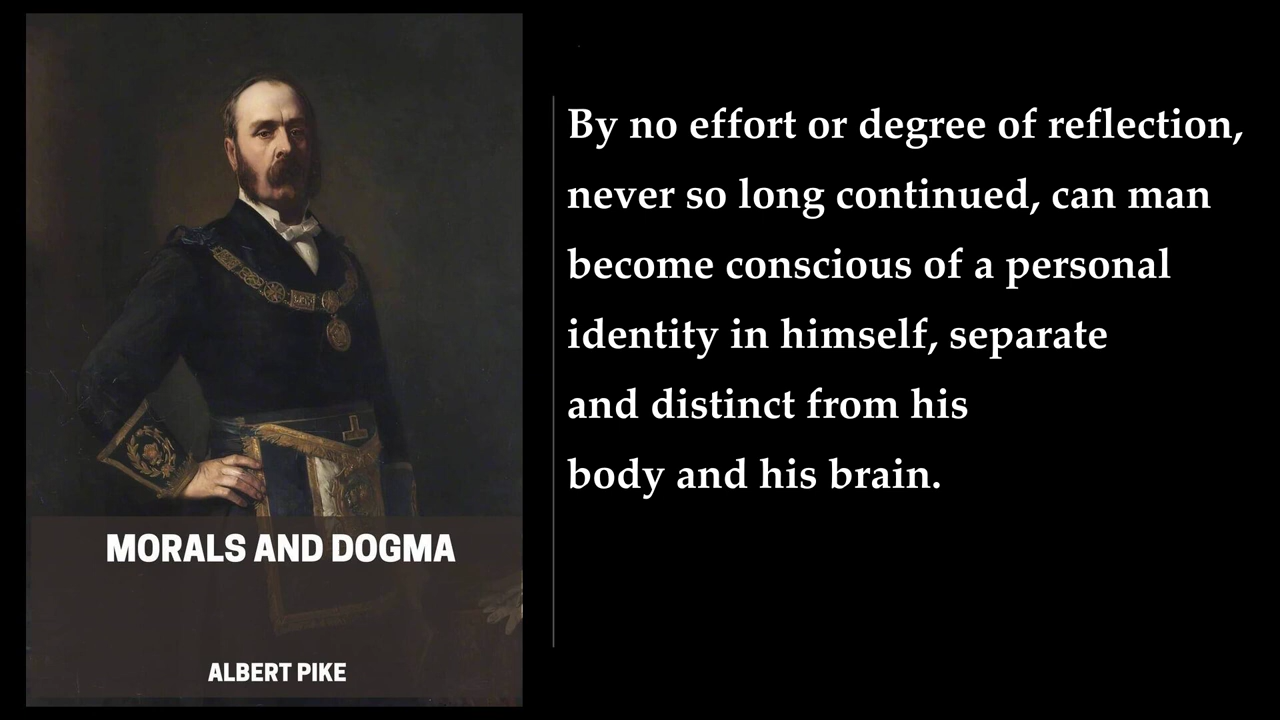 MORALS AND DOGMA
ALBERT PIKE
By no effort or degree of reflection,
never so long continued, can man
become conscious of a personal
identity in himself, separate
and distinct from his
body and his brain.